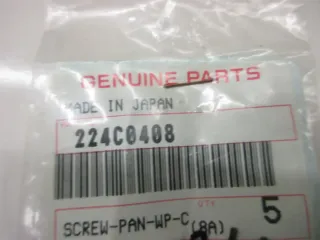 GENUINE PARTS
MADE IN JAPAN
224C0408
QTY
SCREW-PAN-WP-C(8A) 5